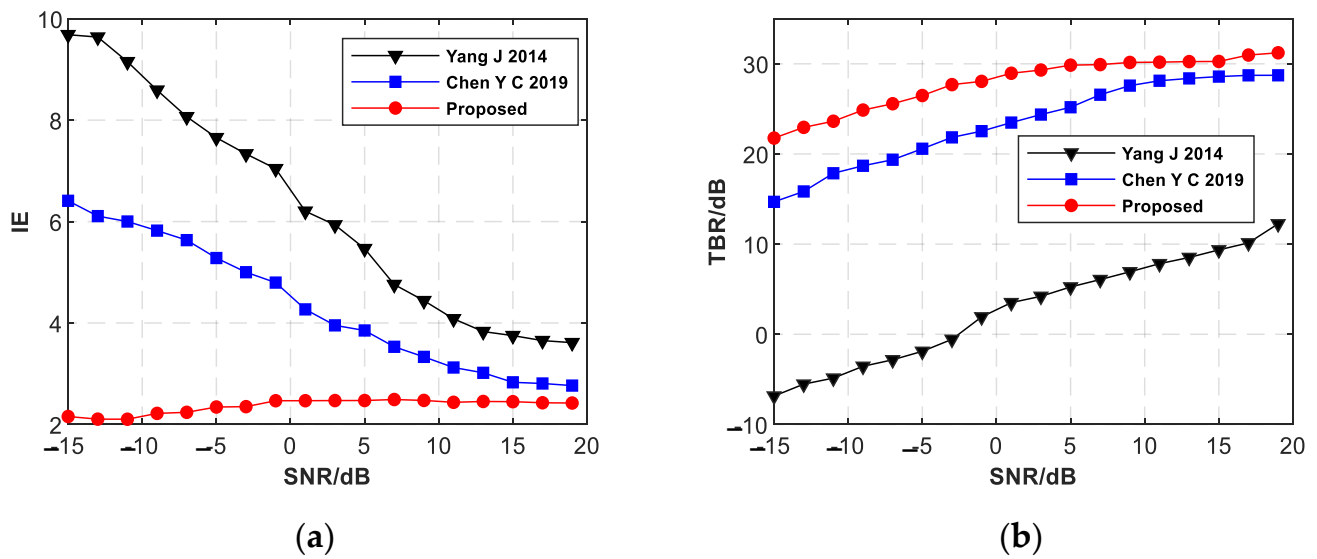 10
8
6
4
2
IE
−15 −10 −5 0 5 10 15 20
SNR/dB
Yang J 2014
Chen Y C 2019
Proposed
(a)
35
30
20
10
0
−10
TBR/dB
−15 −10 −5 0 5 10 15 20
SNR/dB
Yang J 2014
Chen Y C 2019
Proposed
(b)